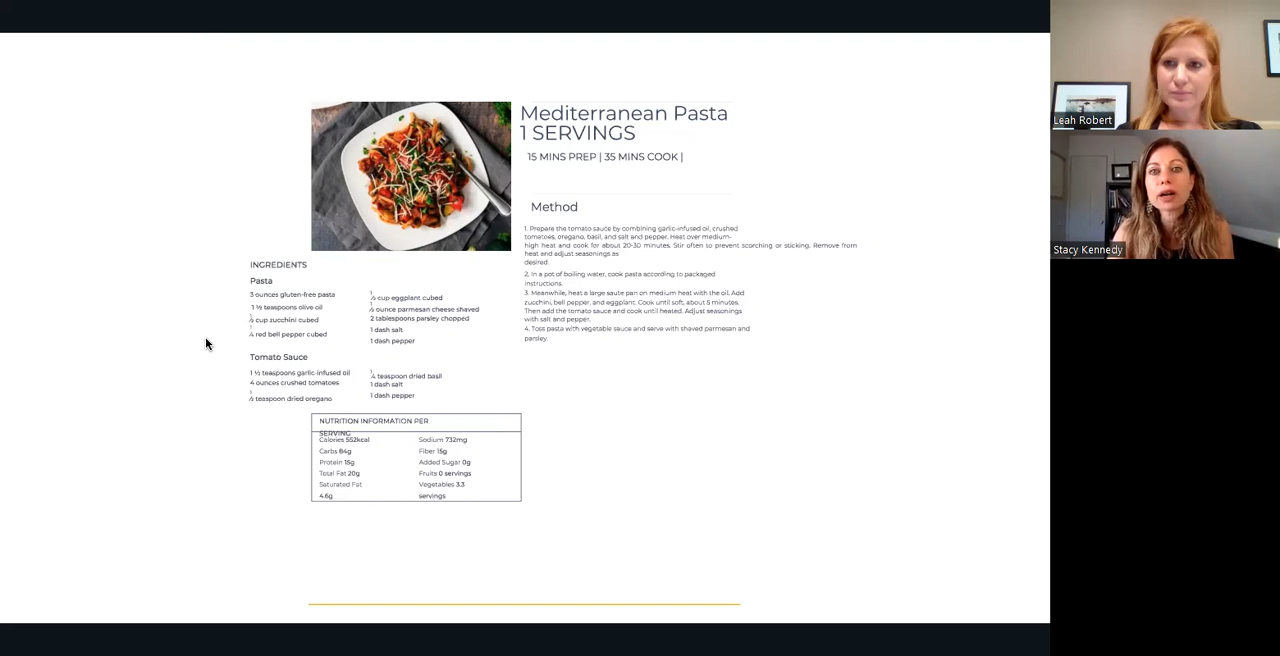 Mediterranean Pasta
1 SERVINGS
15 MINS PREP | 35 MINS COOK |
Method
1. Prepare the tomato sauce by combining garlic-infused oil, crushed
tomatoes, oregano, basil, and salt and pepper. Heat over medium-
high heat and cook for about 20-30 minutes. Stir often to prevent scorching or sticking. Remove from
heat and adjust seasonings as
desired.
2. In a pot of boiling water, cook pasta according to packaged
instructions.
3. Meanwhile, heat a large saute pan on medium heat with the oil. Add
zucchini, bell pepper, and eggplant. Cook until soft, about 5 minutes.
Then add the tomato sauce and cook until heated. Adjust seasonings
with salt and pepper.
4. Toss pasta with vegetable sauce and serve with shaved parmesan and
parsley.
INGREDIENTS
Pasta
3 ounces gluten-free pasta
1 ½ teaspoons olive oil
cup zucchini cubed
red bell pepper cubed
cup eggplant cubed
ounce parmesan cheese shaved
2 tablespoons parsley chopped
1 dash salt
1 dash pepper
Tomato Sauce
1 ½ teaspoons garlic-infused oil
4 ounces crushed tomatoes
teaspoon dried oregano
teaspoon dried basil
1 dash salt
1 dash pepper
NUTRITION INFORMATION PER
SERVING
Calories 552kcal
Carbs 84g
Protein 15g
Total Fat 20g
Saturated Fat
4.6g
Sodium 732mg
Fiber 15g
Added Sugar 0g
Fruits 0 servings
Vegetables 3.3
servings
Leah Robert
Stacy Kennedy